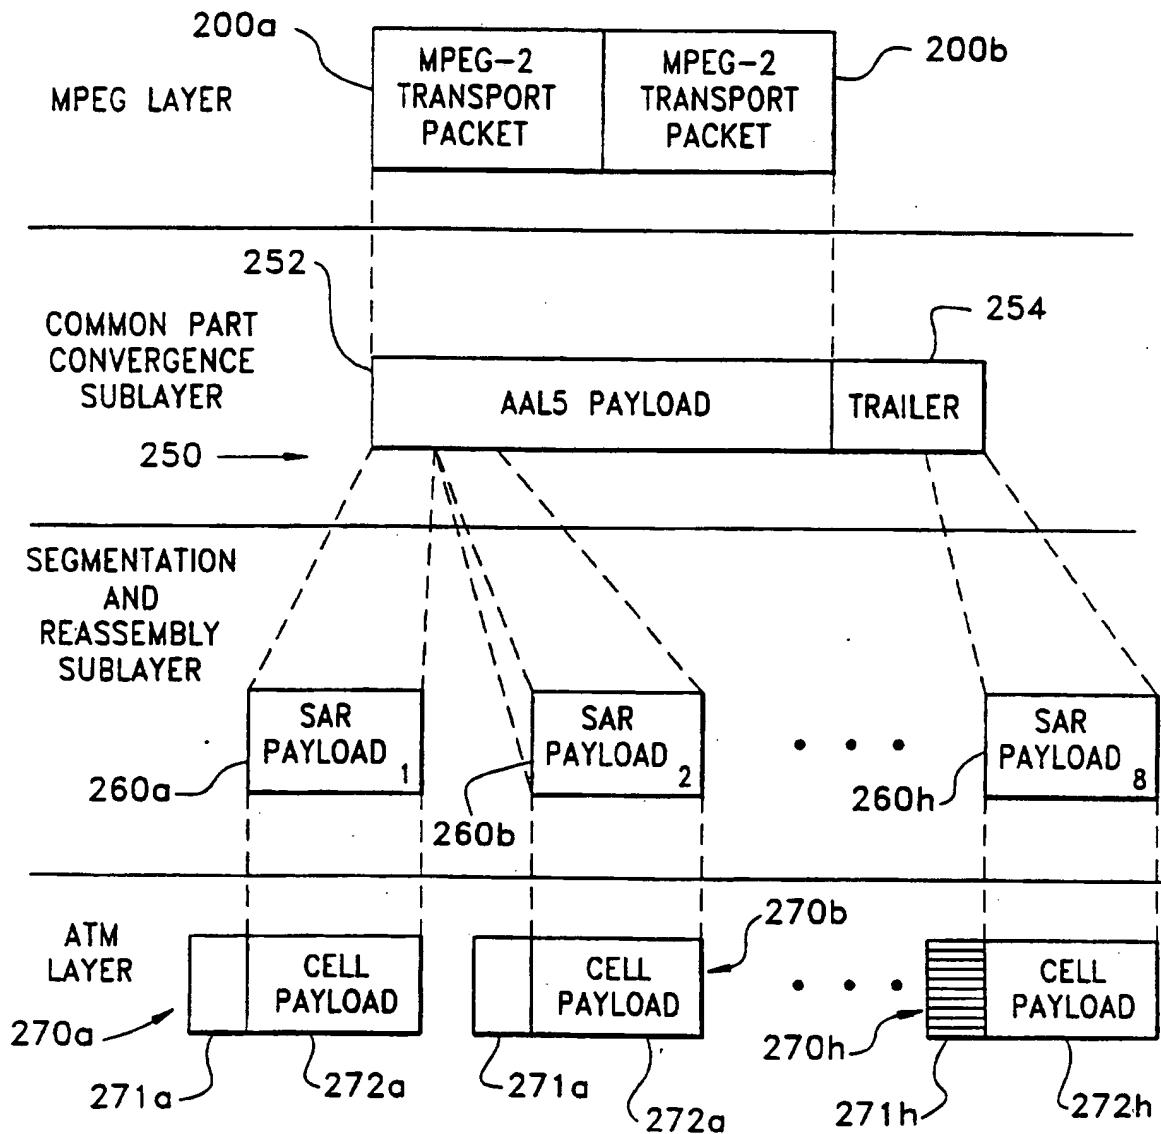 200a
200b
MPEG LAYER
MPEG-2
TRANSPORT
PACKET
MPEG-2
TRANSPORT
PACKET
252
254
COMMON PART
CONVERGENCE
SUBLAYER
AAL5 PAYLOAD
TRAILER
250
SEGMENTATION
AND
REASSEMBLY
SUBLAYER
SAR
PAYLOAD
1
SAR
PAYLOAD
2
SAR
PAYLOAD
8
260a
260b
260h
ATM
LAYER
270b
CELL
PAYLOAD
CELL
PAYLOAD
CELL
PAYLOAD
270a
270h
271a
272a
271a
272a
271h
272h